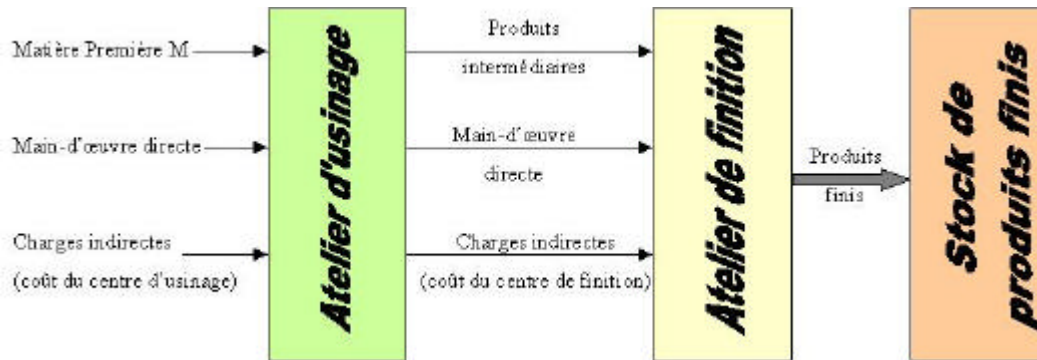 Matière Première M
Main-d'œuvre directe
Charges indirectes
(coût du centre d'usinage)
Atelier d'usinage
Produits
intermédiaires
Main-d'œuvre
directe
Charges indirectes
(coût du centre de finition)
Atelier de finition
Produits
finis
Stock de
produits finis